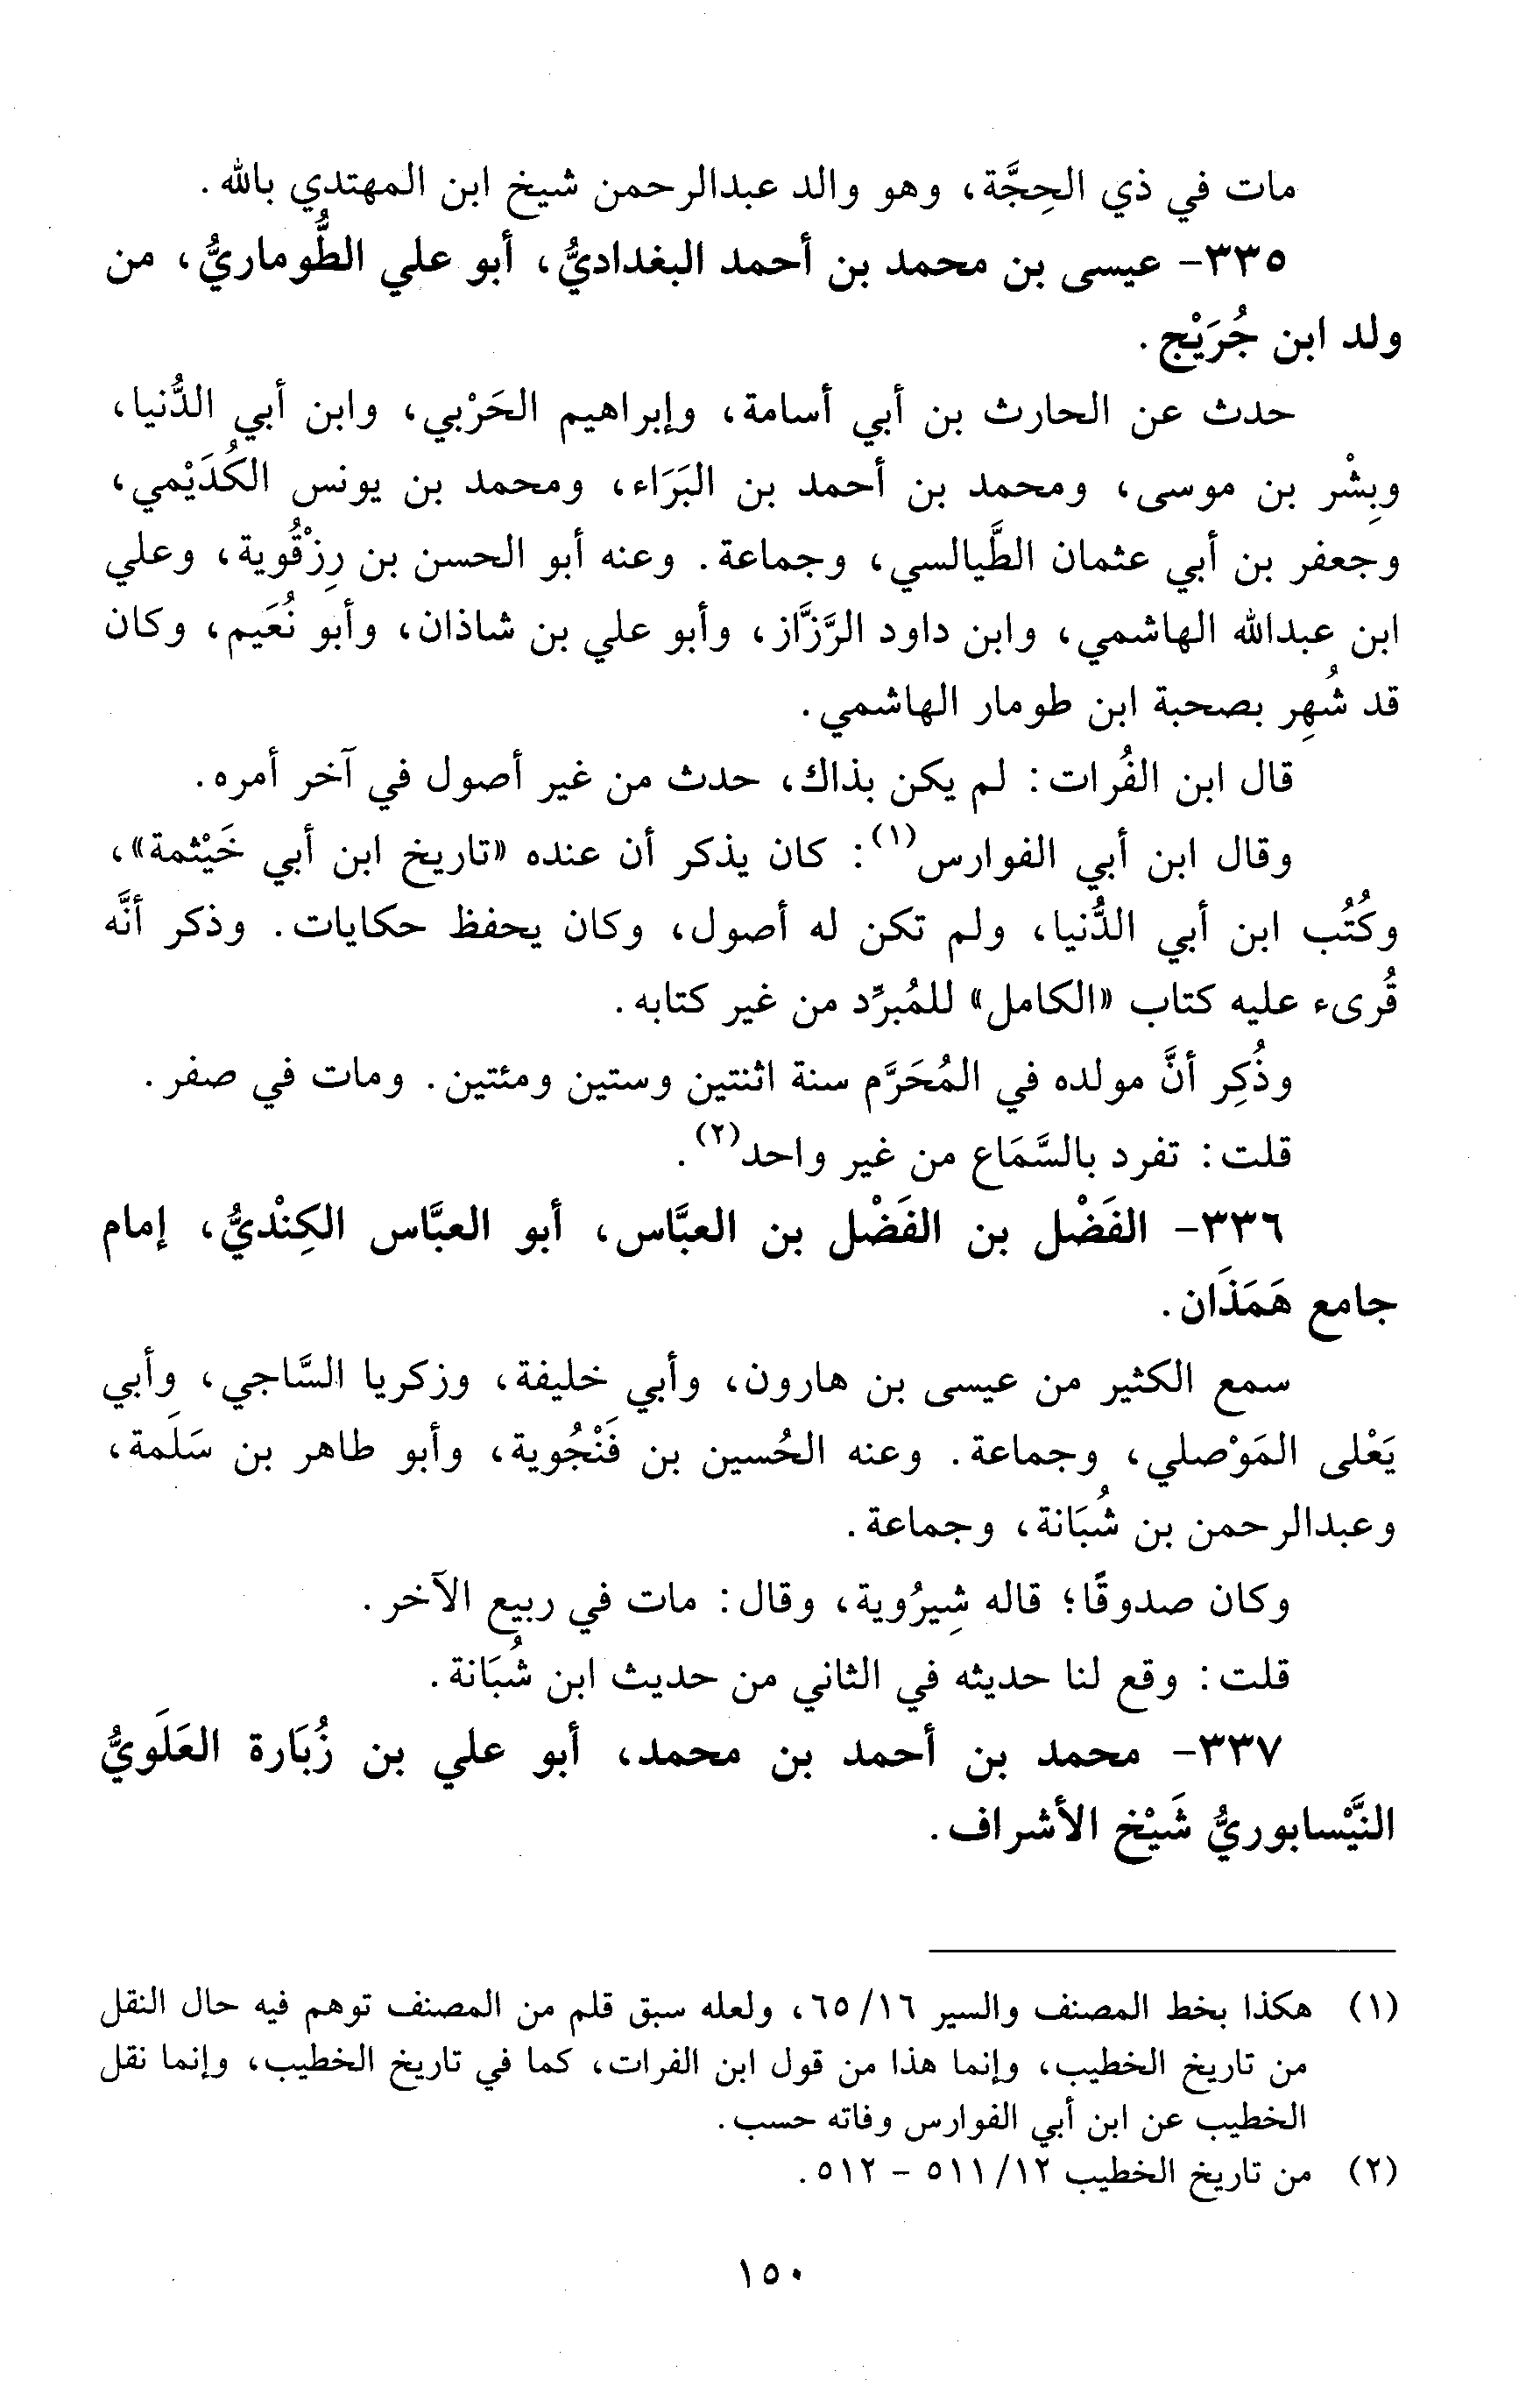 مات في ذي الحِجَّة، وهو والد عبدالرحمن شيخ ابن المهتدي بالله.
٣٣٥- عيسى بن محمد بن أحمد البغداديُّ، أبو علي الطُّوماريُّ، من
ولد ابن جُرَيْج.
حدث عن الحارث بن أبي أسامة، وإبراهيم الحَرْبي، وابن أبي الدُّنيا،
وبِشْر بن موسى، ومحمد بن أحمد بن البَرَاء، ومحمد بن يونس الكُدَيْمي،
وجعفر بن أبي عثمان الطَّيالسي، وجماعة. وعنه أبو الحسن بن رِزْقُوية، وعلي
ابن عبدالله الهاشمي، وابن داود الرَّزَّاز، وأبو علي بن شاذان، وأبو نُعَيم، وكان
قد شُهِر بصحبة ابن طومار الهاشمي.
قال ابن الفُرات: لم يكن بذاك، حدث من غير أصول في آخر أمره.
وقال ابن أبي الفوارس(١): كان يذكر أن عنده «تاريخ ابن أبي خَيْثمة»،
وكُتُب ابن أبي الدُّنيا، ولم تكن له أصول، وكان يحفظ حكايات. وذكر أنَّه
قُرىء عليه كتاب «الكامل» للمُبرِّد من غير كتابه.
وذُكِر أنَّ مولده في المُحَرَّم سنة اثنتين وستين ومئتين. ومات في صفر.
قلت: تفرد بالسَّمَاع من غير واحد(٢).
٣٣٦- الفَضْل بن الفَضْل بن العبَّاس، أبو العبَّاس الكِنْديُّ، إمام
جامع هَمَذَان.
سمع الكثير من عيسى بن هارون، وأبي خليفة، وزكريا السَّاجي، وأبي
يَعْلى المَوْصلي، وجماعة. وعنه الحُسين بن فَنْجُوية، وأبو طاهر بن سَلَمة،
وعبدالرحمن بن شُبَانة، وجماعة.
وكان صدوقًا؛ قاله شِيرُوية، وقال: مات في ربيع الآخر.
قلت: وقع لنا حديثه في الثاني من حديث ابن شُبَانة.
٣٣٧- محمد بن أحمد بن محمد، أبو علي بن زُبَارة العَلَويُّ
النَّيْسابوريُّ شَيْخ الأشراف.
(١) هكذا بخط المصنف والسير ١٦/ ٦٥، ولعله سبق قلم من المصنف توهم فيه حال النقل
من تاريخ الخطيب، وإنما هذا من قول ابن الفرات، كما في تاريخ الخطيب، وإنما نقل
الخطيب عن ابن أبي الفوارس وفاته حسب.
(٢) من تاريخ الخطيب ١٢/ ٥١١ - ٥١٢.
١٥٠